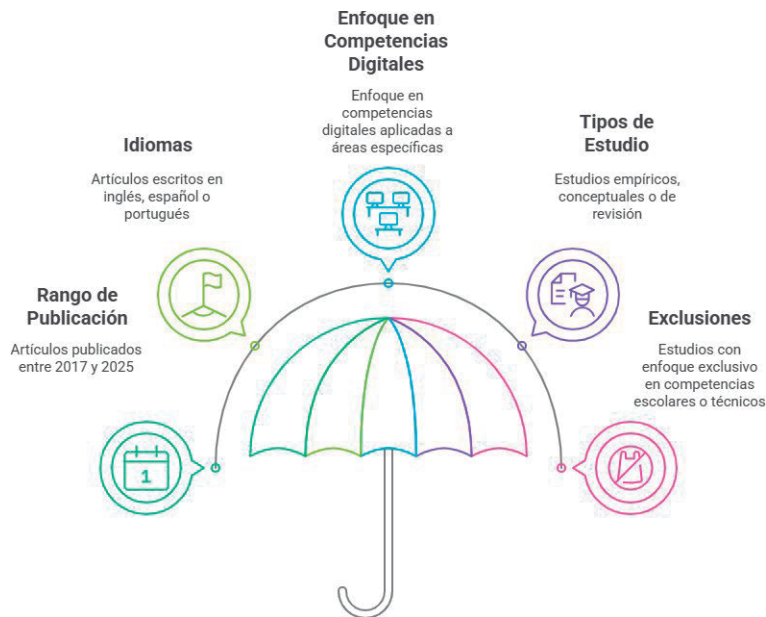 Enfoque en
Competencias
Digitales
Enfoque en
competencias
digitales aplicadas a
áreas específicas
Idiomas
Artículos escritos en
inglés, español o
portugués
Tipos de
Estudio
Estudios empíricos,
conceptuales o de
revisión
Rango de
Publicación
Artículos publicados
entre 2017 y 2025
Exclusiones
Estudios con
enfoque exclusivo
en competencias
escolares o técnicos
1